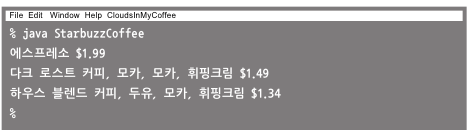 File Edit Window Help CloudsInMyCoffee
% java StarbuzzCoffee
에스프레소 $1.99
다크 로스트 커피, 모카, 모카, 휘핑크림 $1.49
하우스 블렌드 커피, 두유, 모카, 휘핑크림 $1.34
%